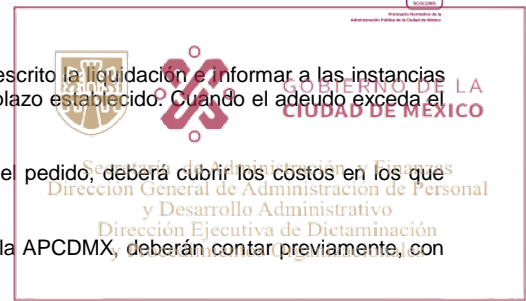 Prontuario Normativo de la
Administración Pública de la Ciudad de México
escrito la liquidación e informar a las instancias
GOBIERNO DE LA
plazo establecido. Cuando el adeudo exceda el
CIUDAD DE MÉXICO
el pedido, deberá cubrir los costos en los que
Secretaría de Administración y Finanzas
Dirección General de Administración de Personal
y Desarrollo Administrativo
Dirección Ejecutiva de Dictaminación
la APCDMX, deberán contar previamente, con
y Procedimientos Organizacionales